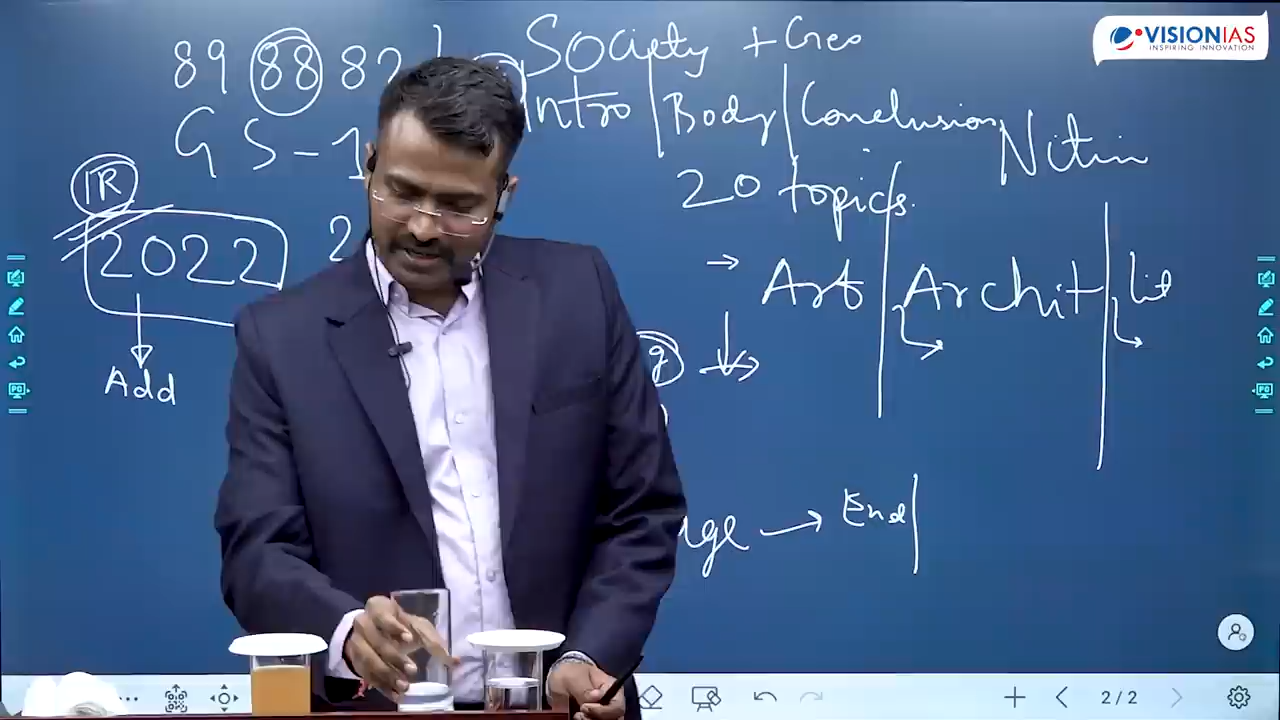 VISIONIAS
INSPIRING INNOVATION
89 88 82 Society + Geo
Intro | Body | Conclusion
GS-1
Nitin
20 topics.
IR
2022 2
→ Art | Archit | lit
Add
g
→ End
2/2